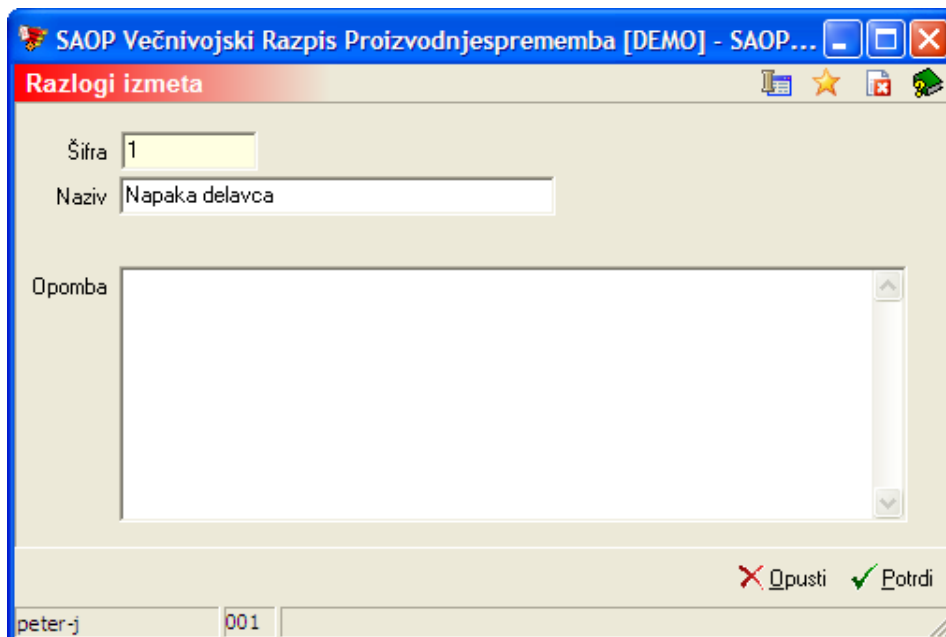 SAOP Večnivojski Razpis Proizvodnjesprememba [DEMO] - SAOP...
Razlogi izmeta
Šifra 1
Naziv Napaka delavca
Opomba
Opusti Potrdi
peter-j 001